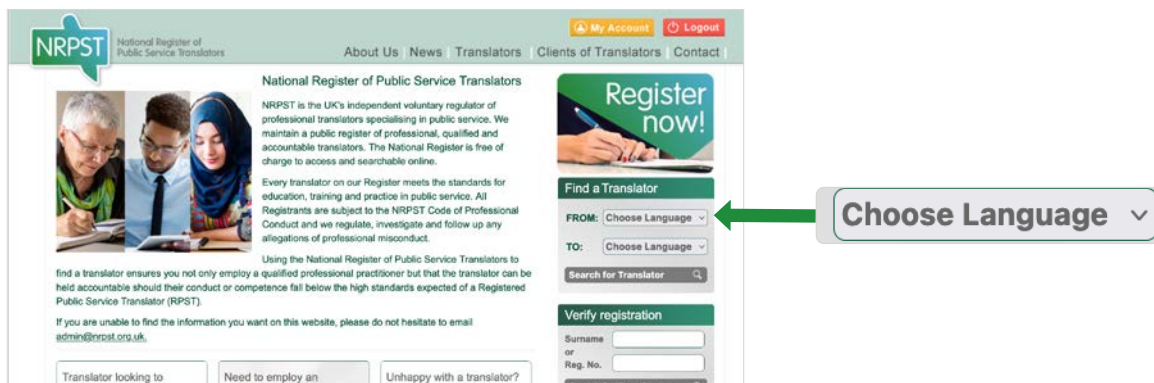 My Account
Logout
NRPST
National Register of
Public Service Translators
About Us
News
Translators
Clients of Translators
Contact
National Register of Public Service Translators
NRPST is the UK's independent voluntary regulator of
professional translators specialising in public service. We
maintain a public register of professional, qualified and
accountable translators. The National Register is free of
charge to access and searchable online.
Every translator on our Register meets the standards for
education, training and practice in public service. All
Registrants are subject to the NRPST Code of Professional
Conduct and we regulate, investigate and follow up any
allegations of professional misconduct.
Using the National Register of Public Service Translators to
find a translator ensures you not only employ a qualified professional practitioner but that the translator can be
held accountable should their conduct or competence fall below the high standards expected of a Registered
Public Service Translator (RPST).
If you are unable to find the information you want on this website, please do not hesitate to email
admin@nrpst.org.uk.
Translator looking to
Need to employ an
Unhappy with a translator?
Register
now!
Find a Translator
FROM: Choose Language
TO: Choose Language
Search for Translator
Verify registration
Surname
or
Reg. No.
Choose Language